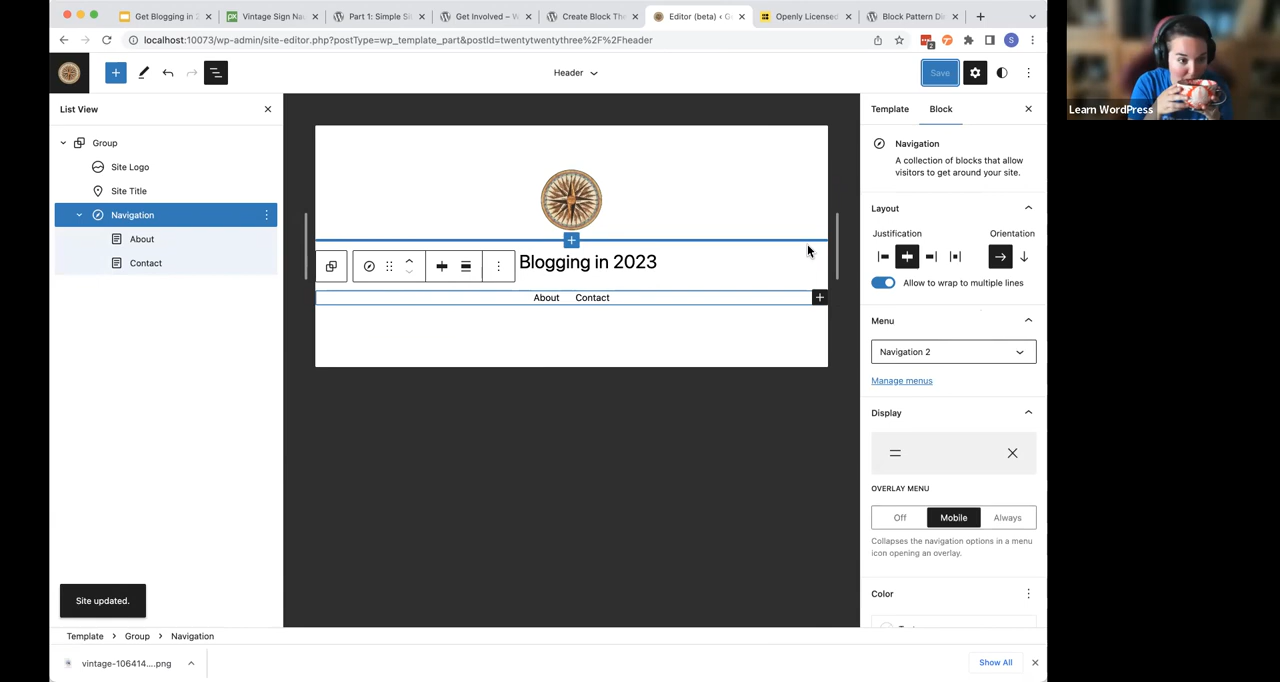 Get Blogging in 2
Vintage Sign Nau
Part 1: Simple Si
Get Involved – W
Create Block The
Editor (beta) ‹ G
Openly Licensed
Block Pattern Di
localhost:10073/wp-admin/site-editor.php?postType=wp_template_part&postId=twentytwentythree%2F%2Fheader
2
S
Header
Save
Learn WordPress
List View
Template
Block
Group
Site Logo
Site Title
Navigation
About
Contact
Blogging in 2023
About Contact
Navigation
A collection of blocks that allow
visitors to get around your site.
Layout
Justification
Orientation
Allow to wrap to multiple lines
Menu
Navigation 2
Manage menus
Display
OVERLAY MENU
Off
Mobile
Always
Collapses the navigation options in a menu
icon opening an overlay.
Color
Site updated.
Template
Group
Navigation
vintage-106414....png
Show All